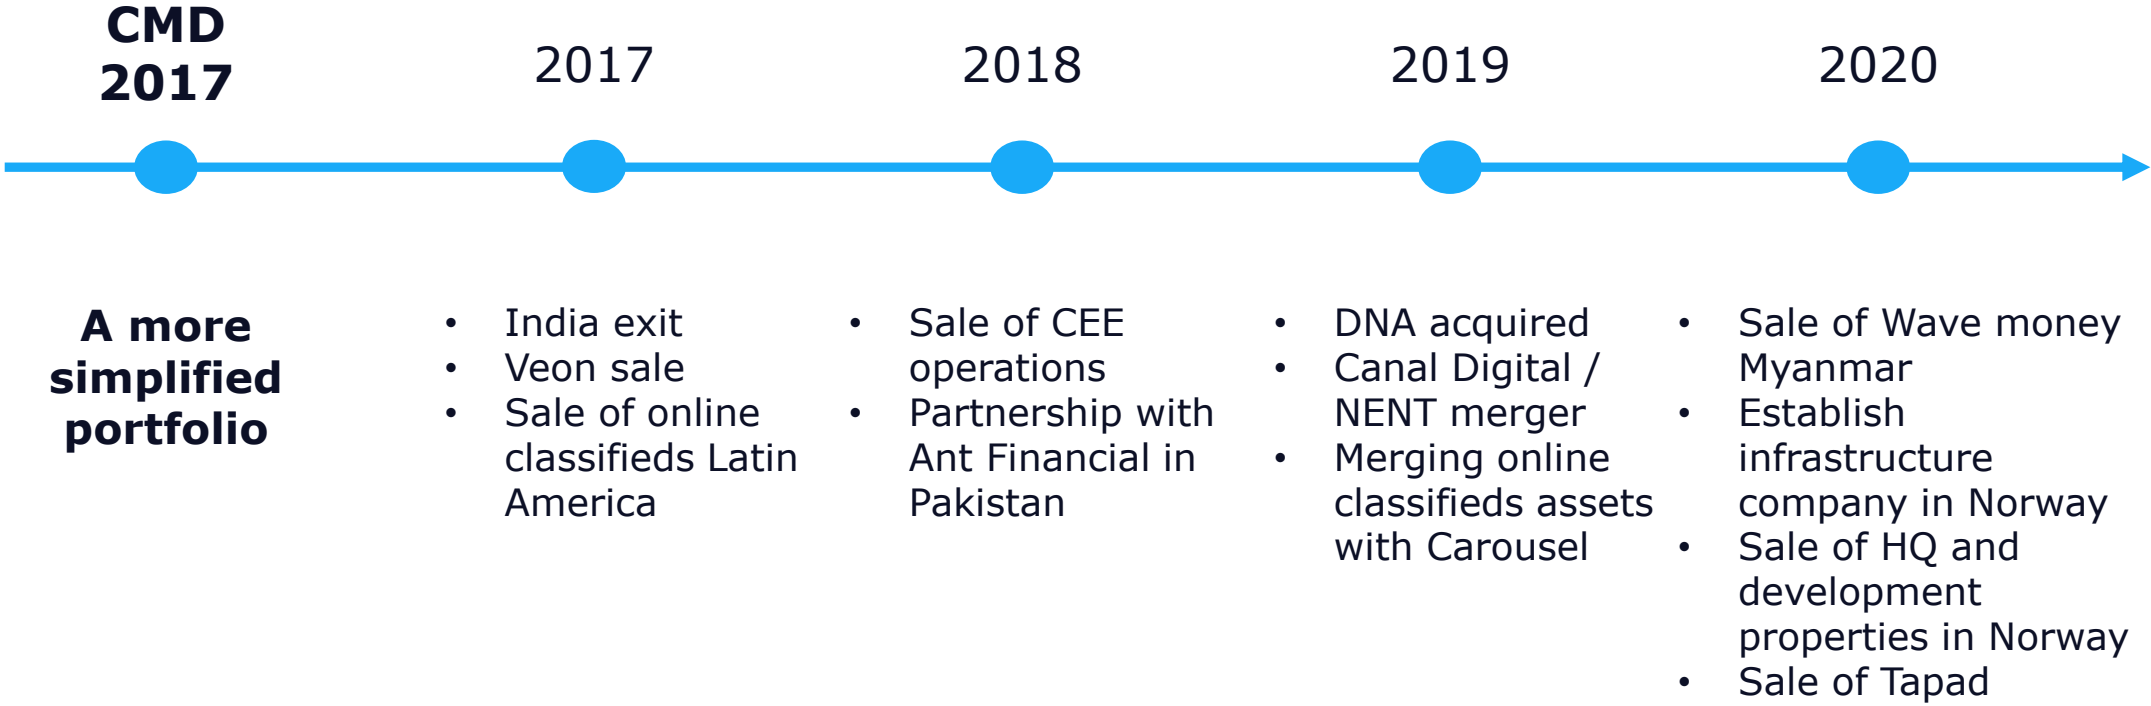 CMD
2017
2017
2018
2019
2020
A more
simplified
portfolio
• India exit
• Veon sale
• Sale of online
classifieds Latin
America
• Sale of CEE
operations
• Partnership with
Ant Financial in
Pakistan
• DNA acquired
• Canal Digital /
NENT merger
• Merging online
classifieds assets
with Carousel
• Sale of Wave money
Myanmar
• Establish
infrastructure
company in Norway
• Sale of HQ and
development
properties in Norway
• Sale of Tapad